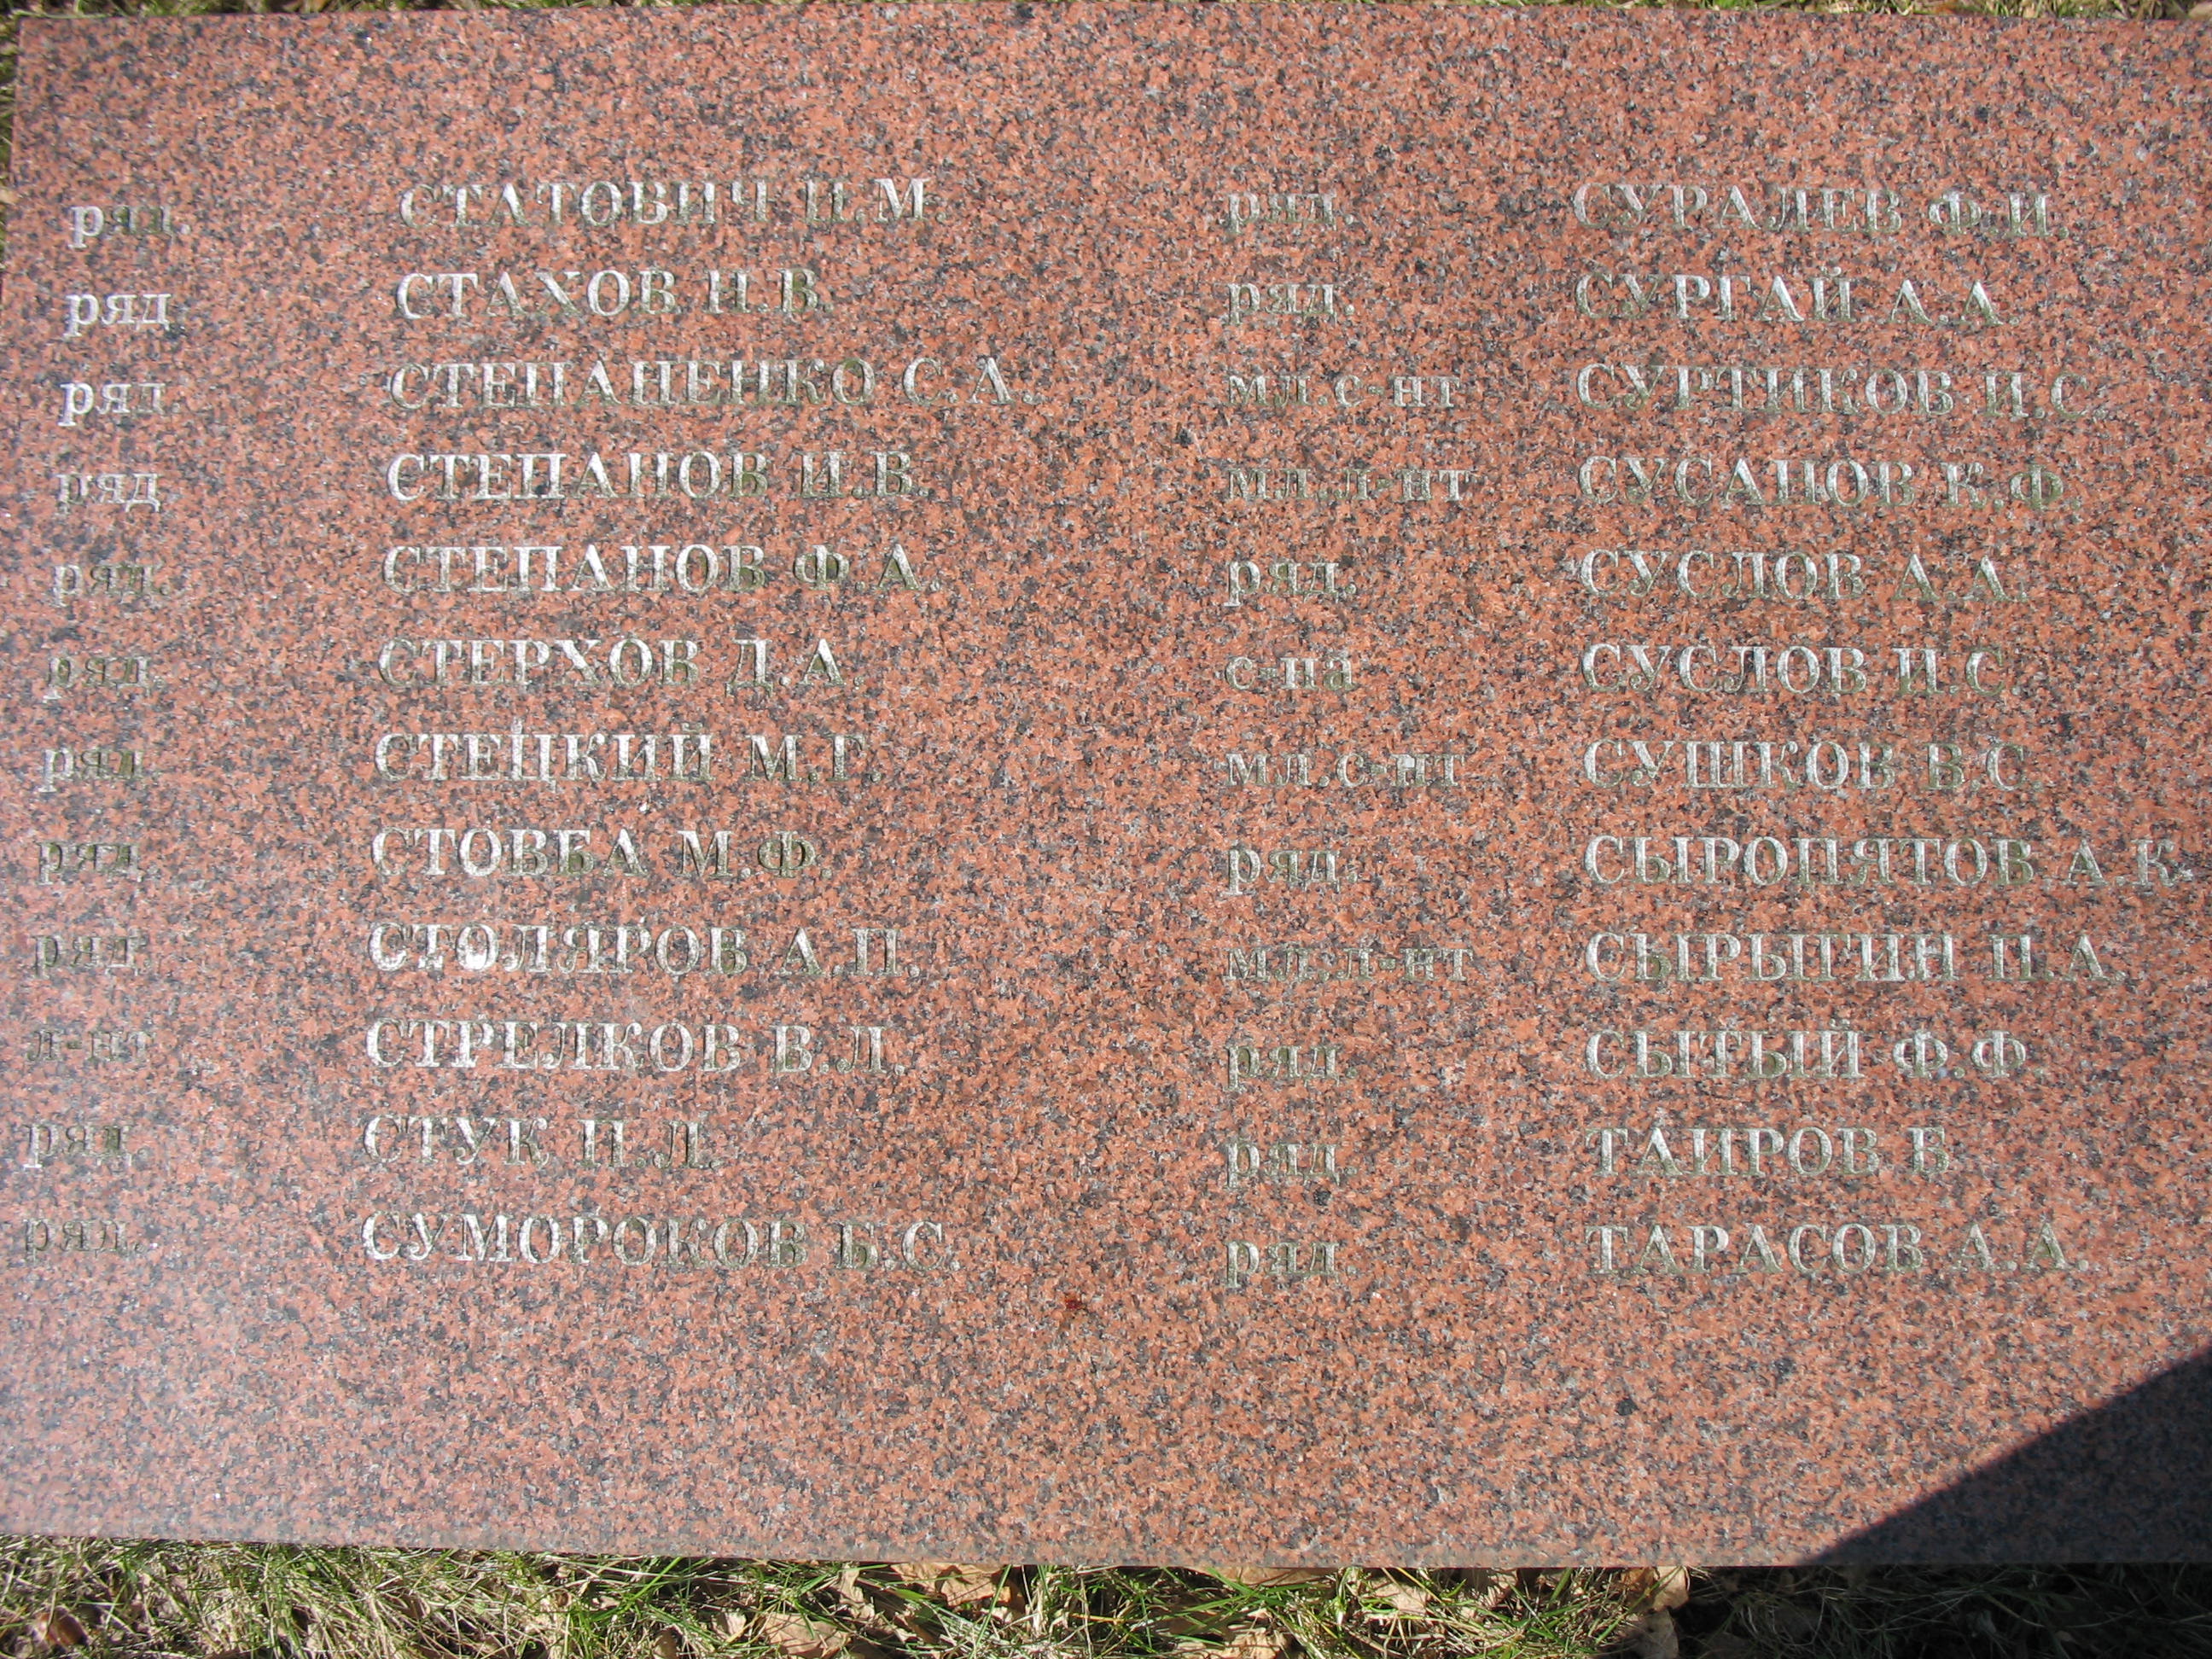 ряд. СТАТОВИЧ И.М.
ряд. СТАХОВ И.В.
ряд. СТЕПАНЕНКО С.А.
ряд. СТЕПАНОВ И.В.
ряд. СТЕПАНОВ Ф.А.
ряд. СТЕРХОВ Д.А.
ряд. СТЕЦКИЙ М.Г.
ряд. СТОВБА М.Ф.
ряд. СТОЛЯРОВ А.П.
л-нт СТРЕЛКОВ В.Л.
ряд. СТУК П.Л.
ряд. СУМОРОКОВ Б.С.
ряд. СУРАЛЕВ Ф.И.
ряд. СУРГАЙ А.А.
мл.с-нт СУРТИКОВ И.С.
мл.л-нт СУСАНОВ К.Ф.
ряд. СУСЛОВ А.А.
с-на СУСЛОВ И.С.
мл.с-нт СУШКОВ В.С.
ряд. СЫРОПЯТОВ А.К.
мл.л-нт СЫРЫГИН П.А.
ряд. СЫТЫЙ Ф.Ф.
ряд. ТАИРОВ Б.
ряд. ТАРАСОВ А.А.